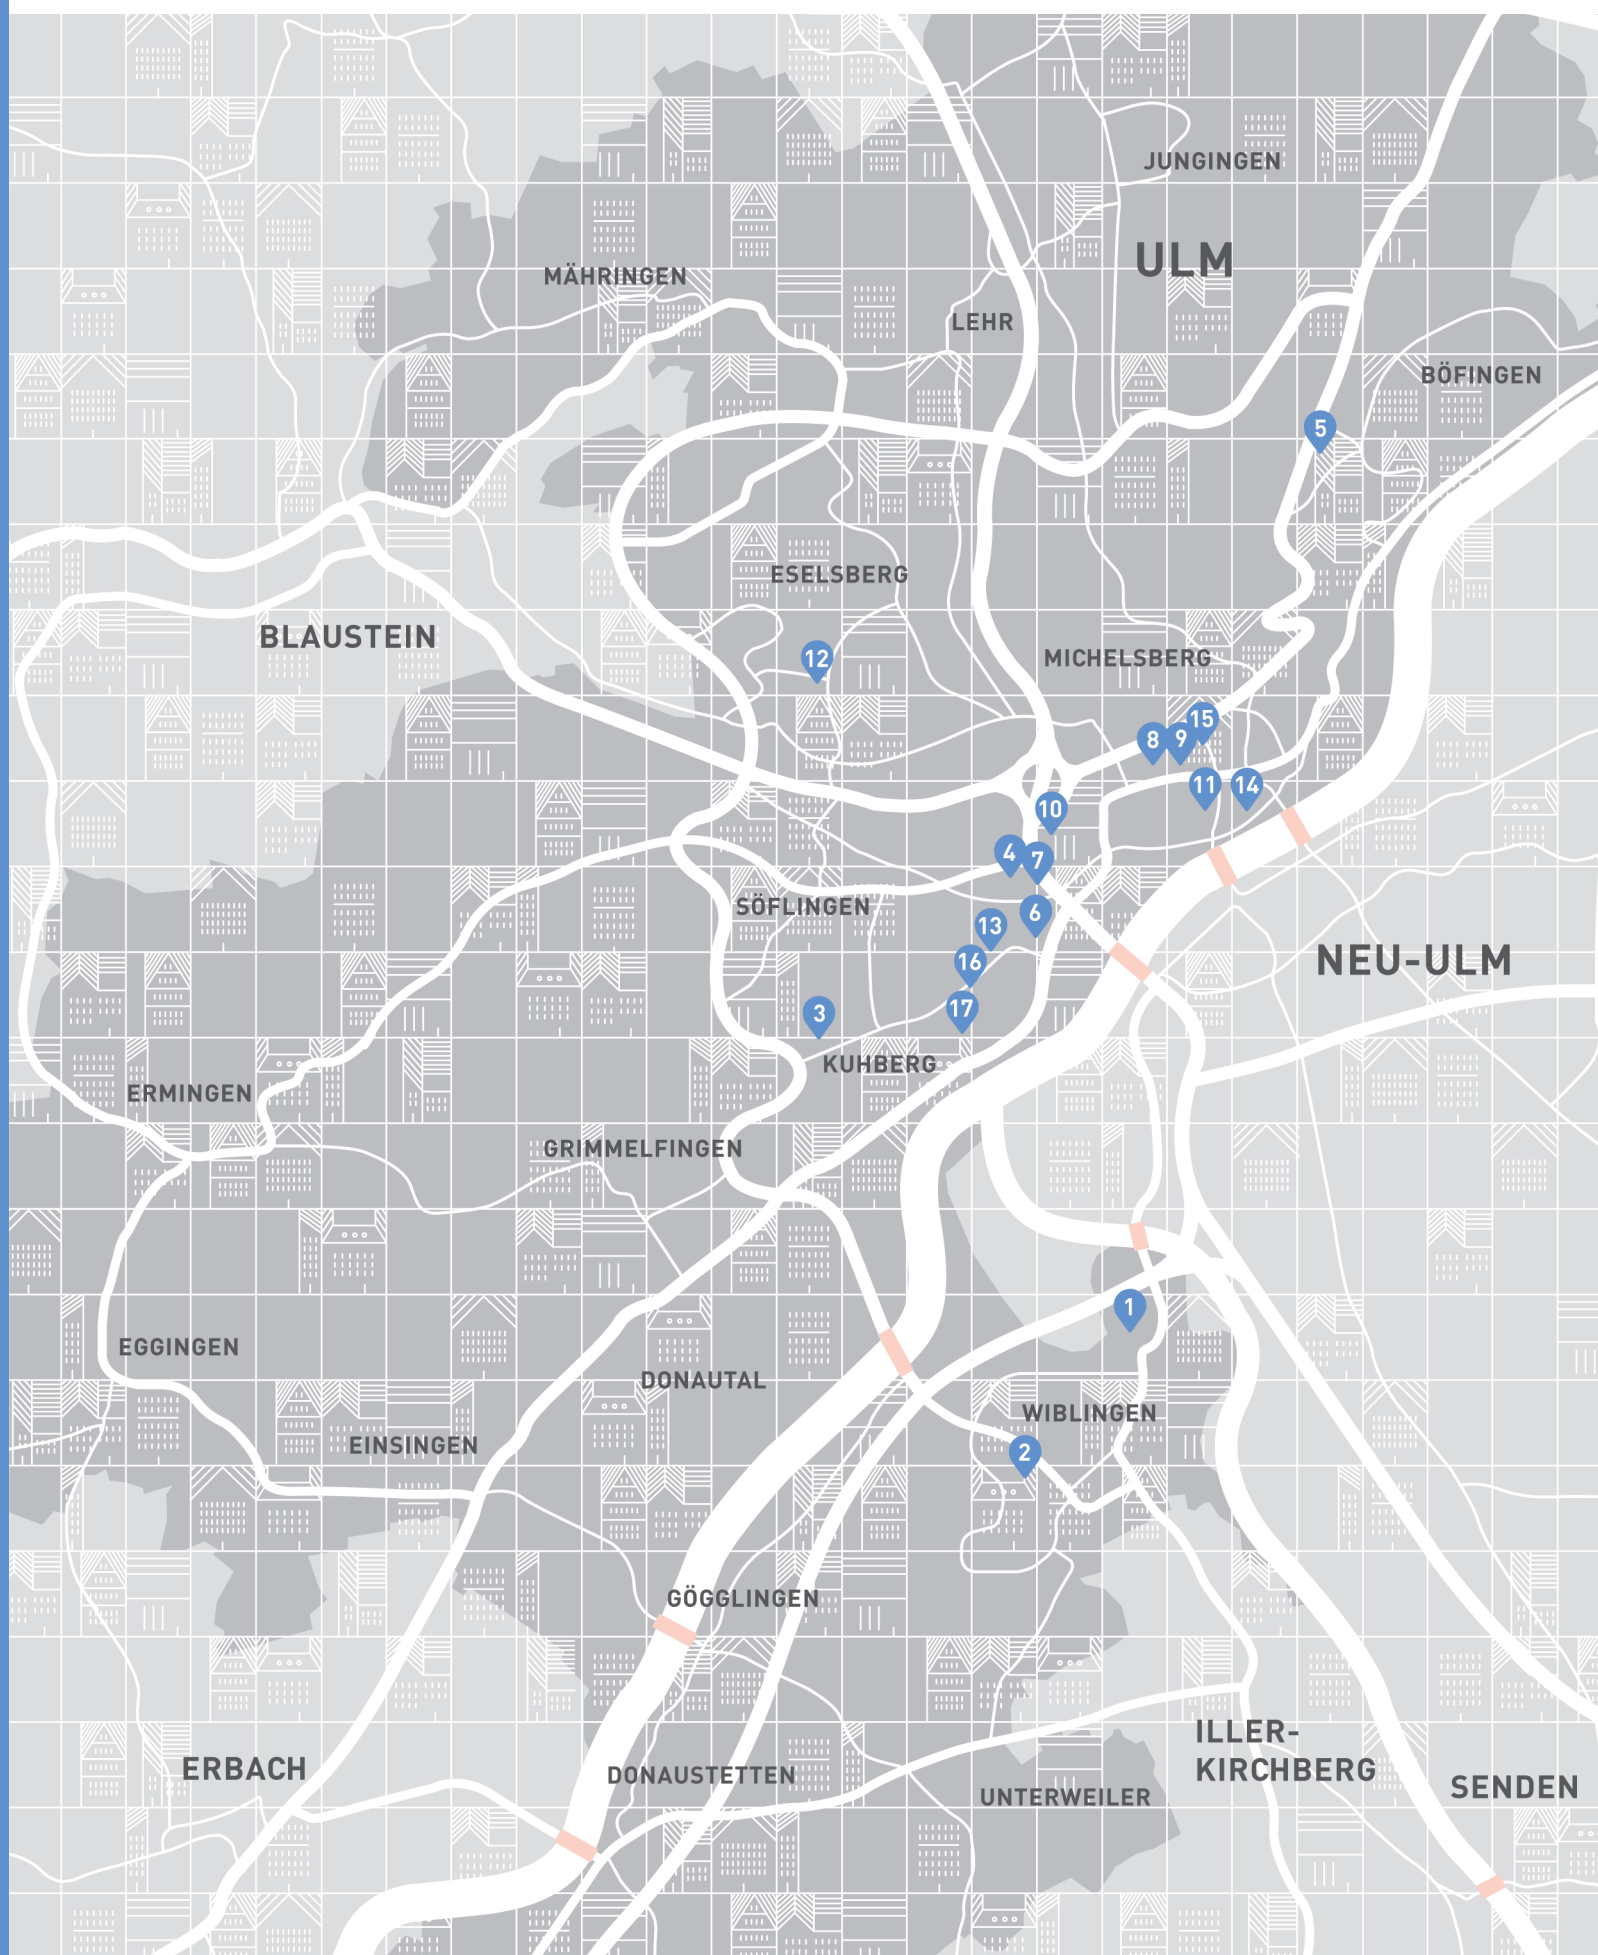 JUNGINGEN
ULM
MÄHRINGEN
LEHR
BÖFINGEN
5
ESELSBERG
BLAUSTEIN
12
MICHELSBERG
15
8
9
11
14
10
4
7
SÖFLINGEN
6
13
NEU-ULM
16
17
3
KUHBERG
ERMINGEN
GRIMMELFINGEN
1
EGGINGEN
DONAUTAL
WIBLINGEN
EINSINGEN
2
GÖGGLINGEN
ILLER-
KIRCHBERG
ERBACH
DONAUSTETTEN
SENDEN
UNTERWEILER